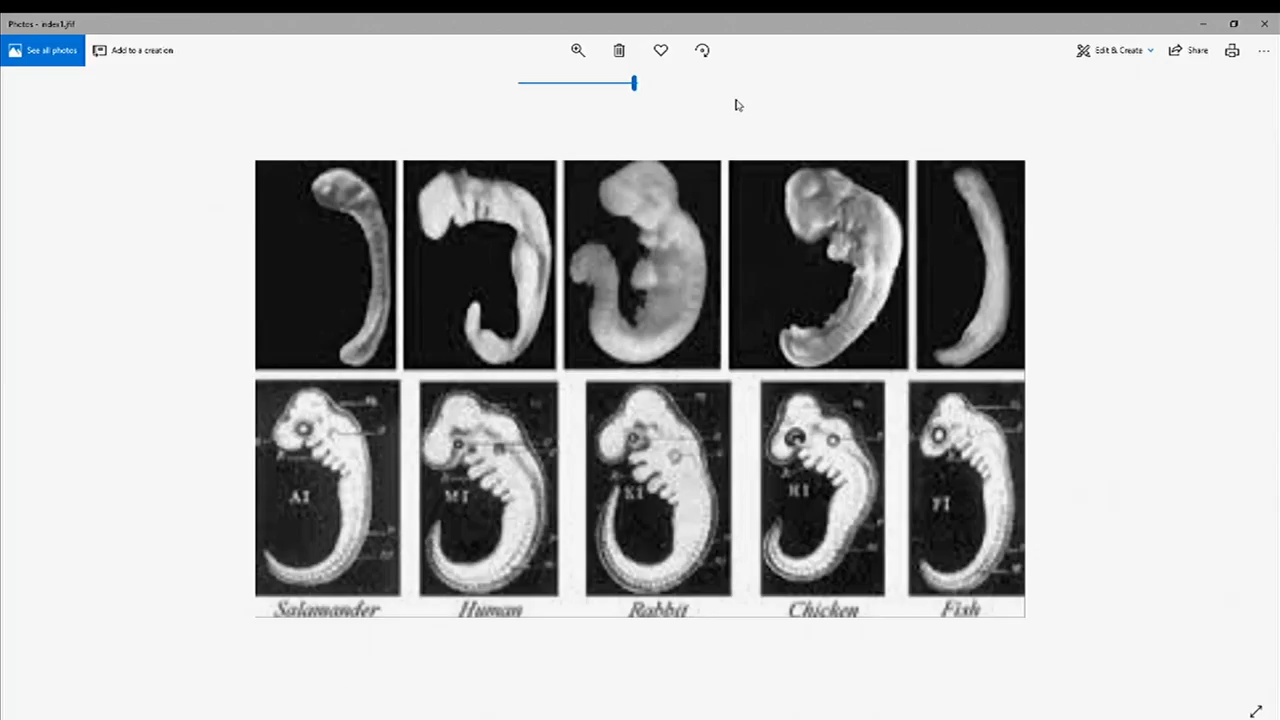 Photos - index1.jfif
See all photos
Add to a creation
Edit & Create
Share
AI
MI
KI
HI
FI
Salamander
Human
Rabbit
Chicken
Fish